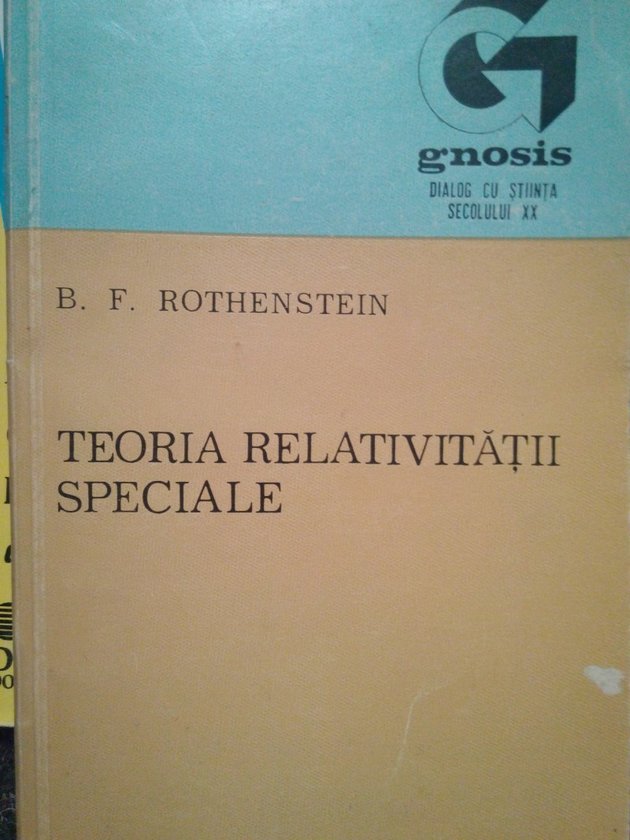 gnosis
DIALOG CU ȘTIINȚA
SECOLULUI XX
B. F. ROTHENSTEIN
TEORIA RELATIVITĂȚII
SPECIALE